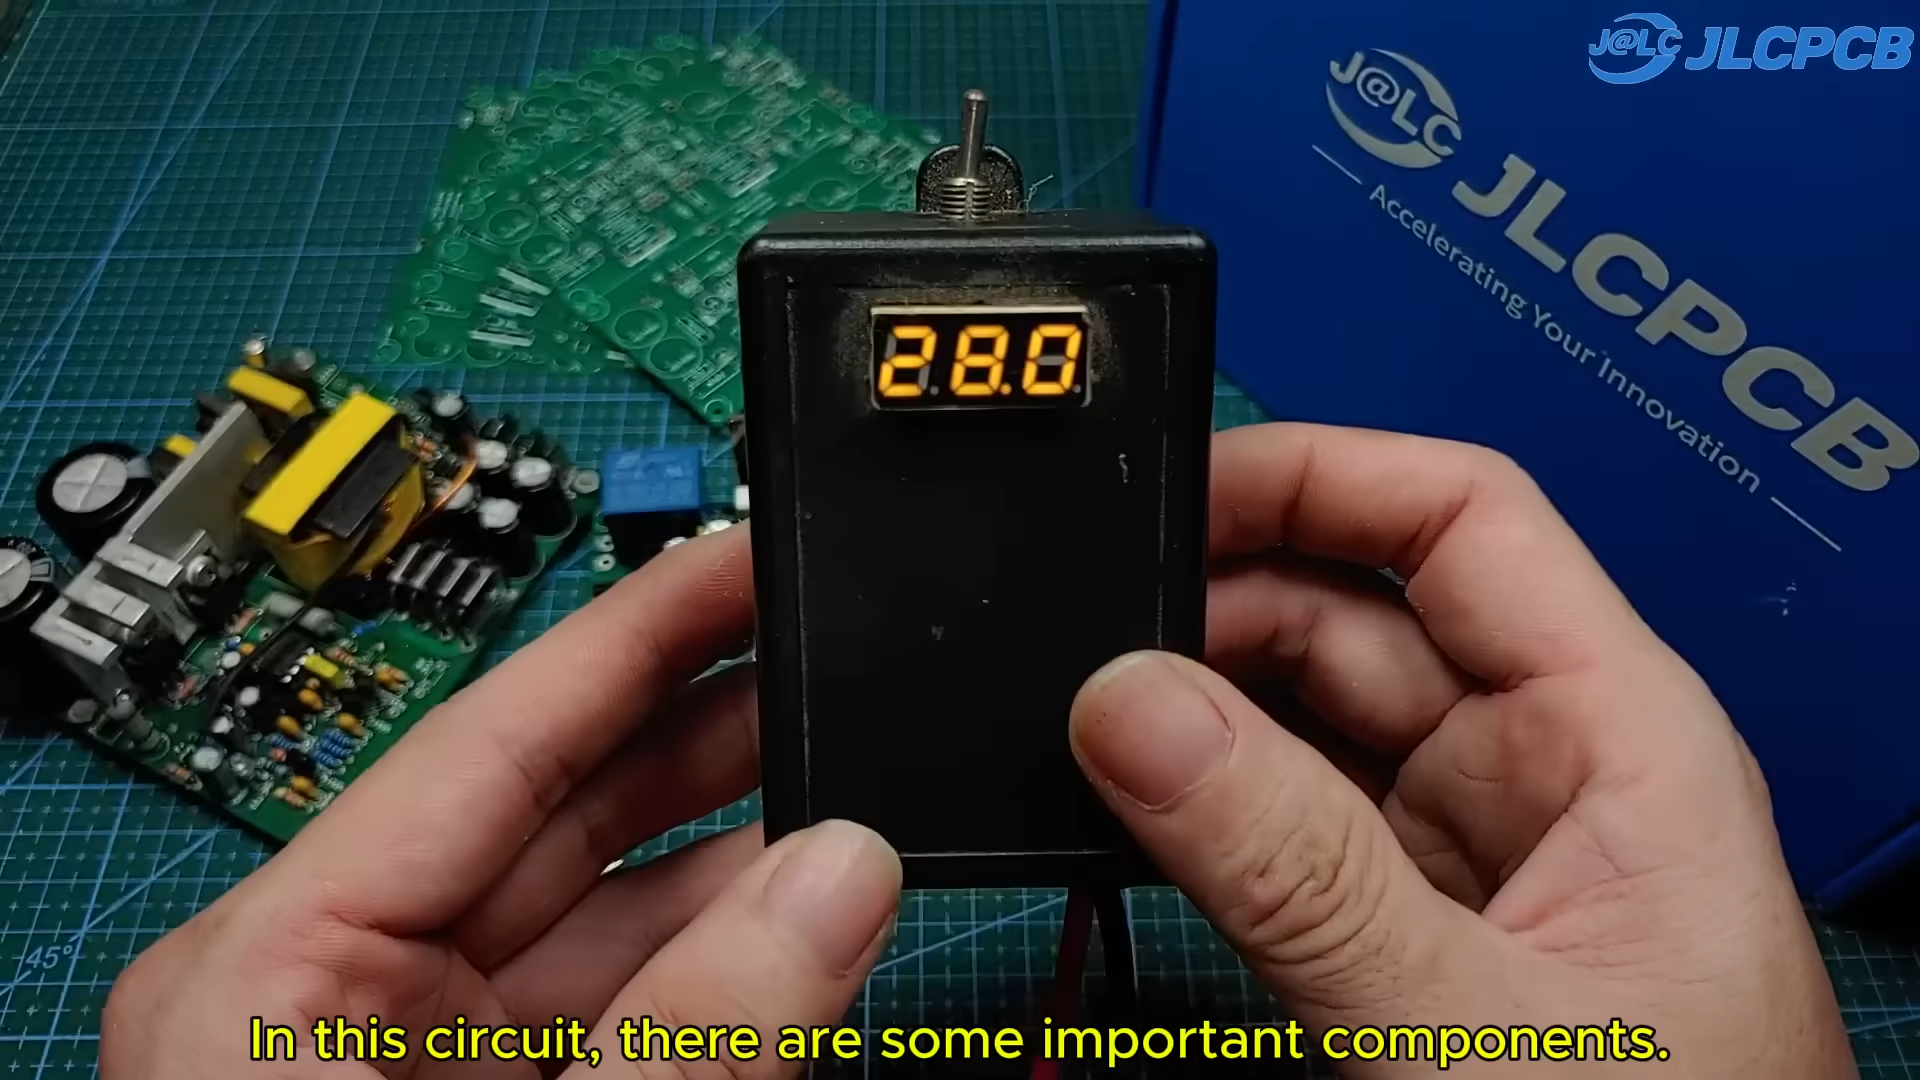 J@LC JLCPCB
J@LC JLCPCB
Accelerating Your Innovation
28.0
45°
In this circuit, there are some important components.